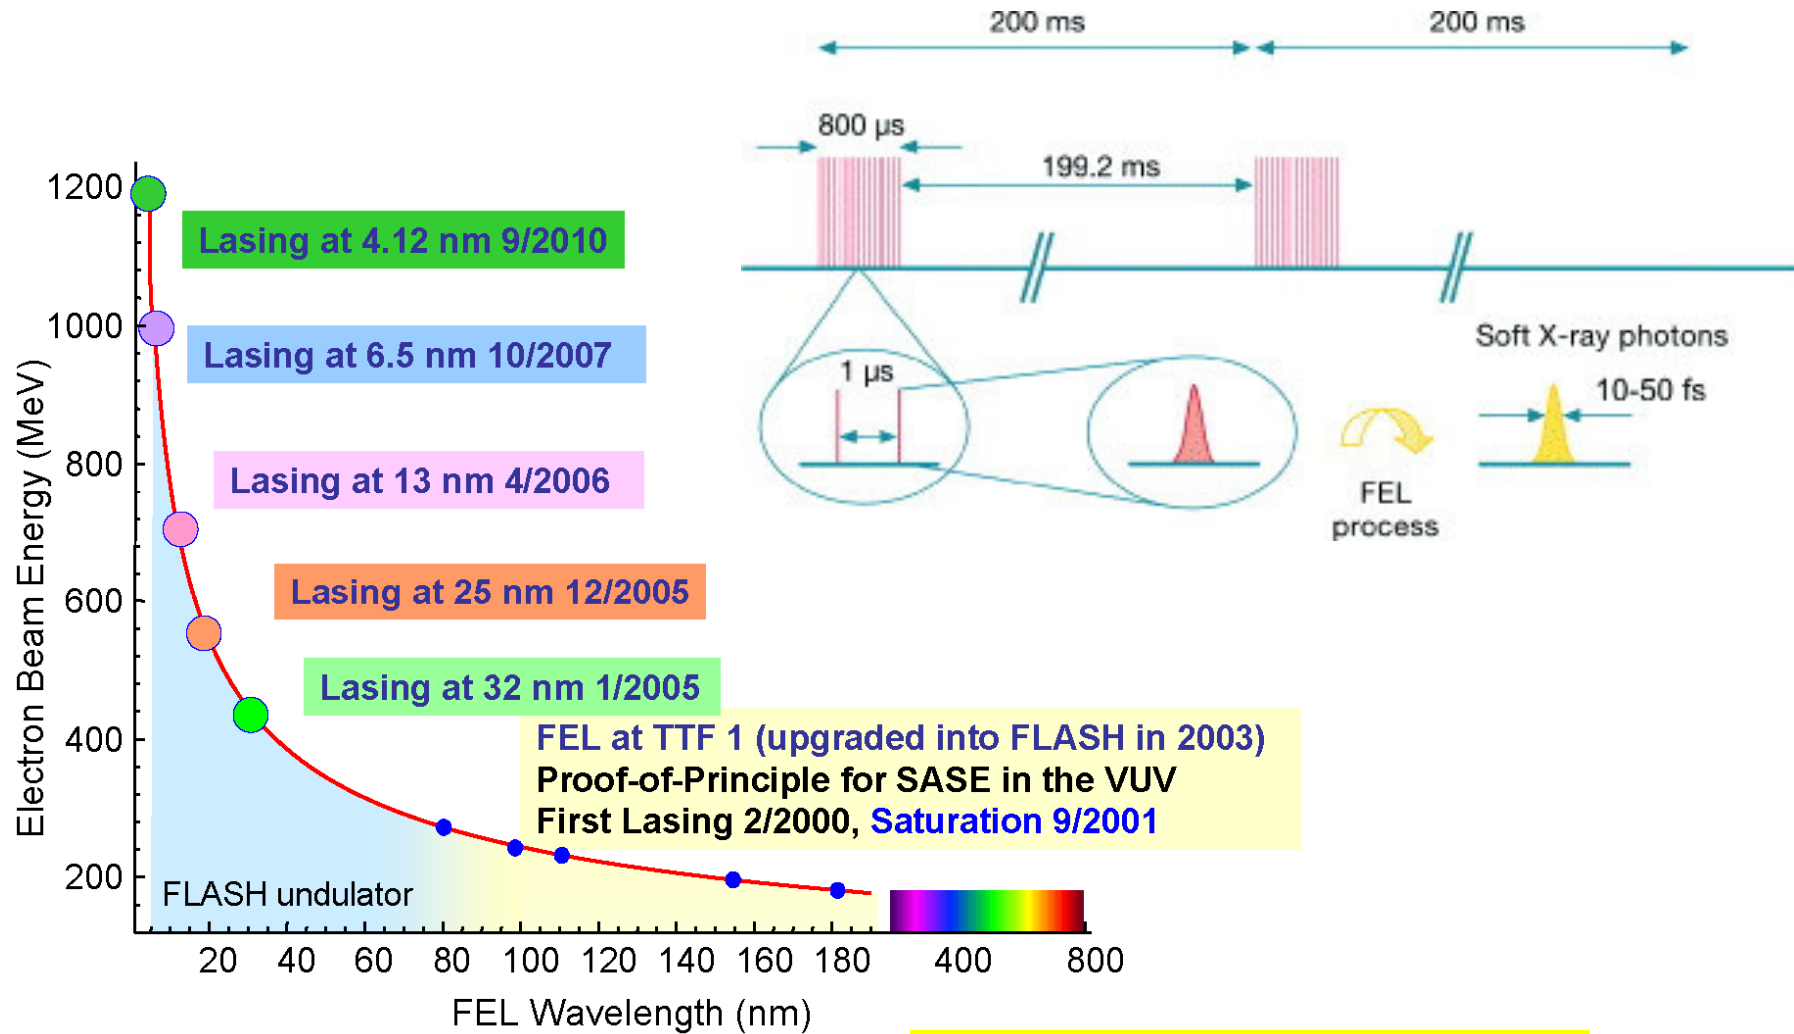 200 ms
200 ms
800 µs
199.2 ms
1 µs
Soft X-ray photons
10-50 fs
FEL
process
Electron Beam Energy (MeV)
1200
1000
800
600
400
200
Lasing at 4.12 nm 9/2010
Lasing at 6.5 nm 10/2007
Lasing at 13 nm 4/2006
Lasing at 25 nm 12/2005
Lasing at 32 nm 1/2005
FEL at TTF 1 (upgraded into FLASH in 2003)
Proof-of-Principle for SASE in the VUV
First Lasing 2/2000, Saturation 9/2001
FLASH undulator
20 40 60 80 100 120 140 160 180 400 800
FEL Wavelength (nm)